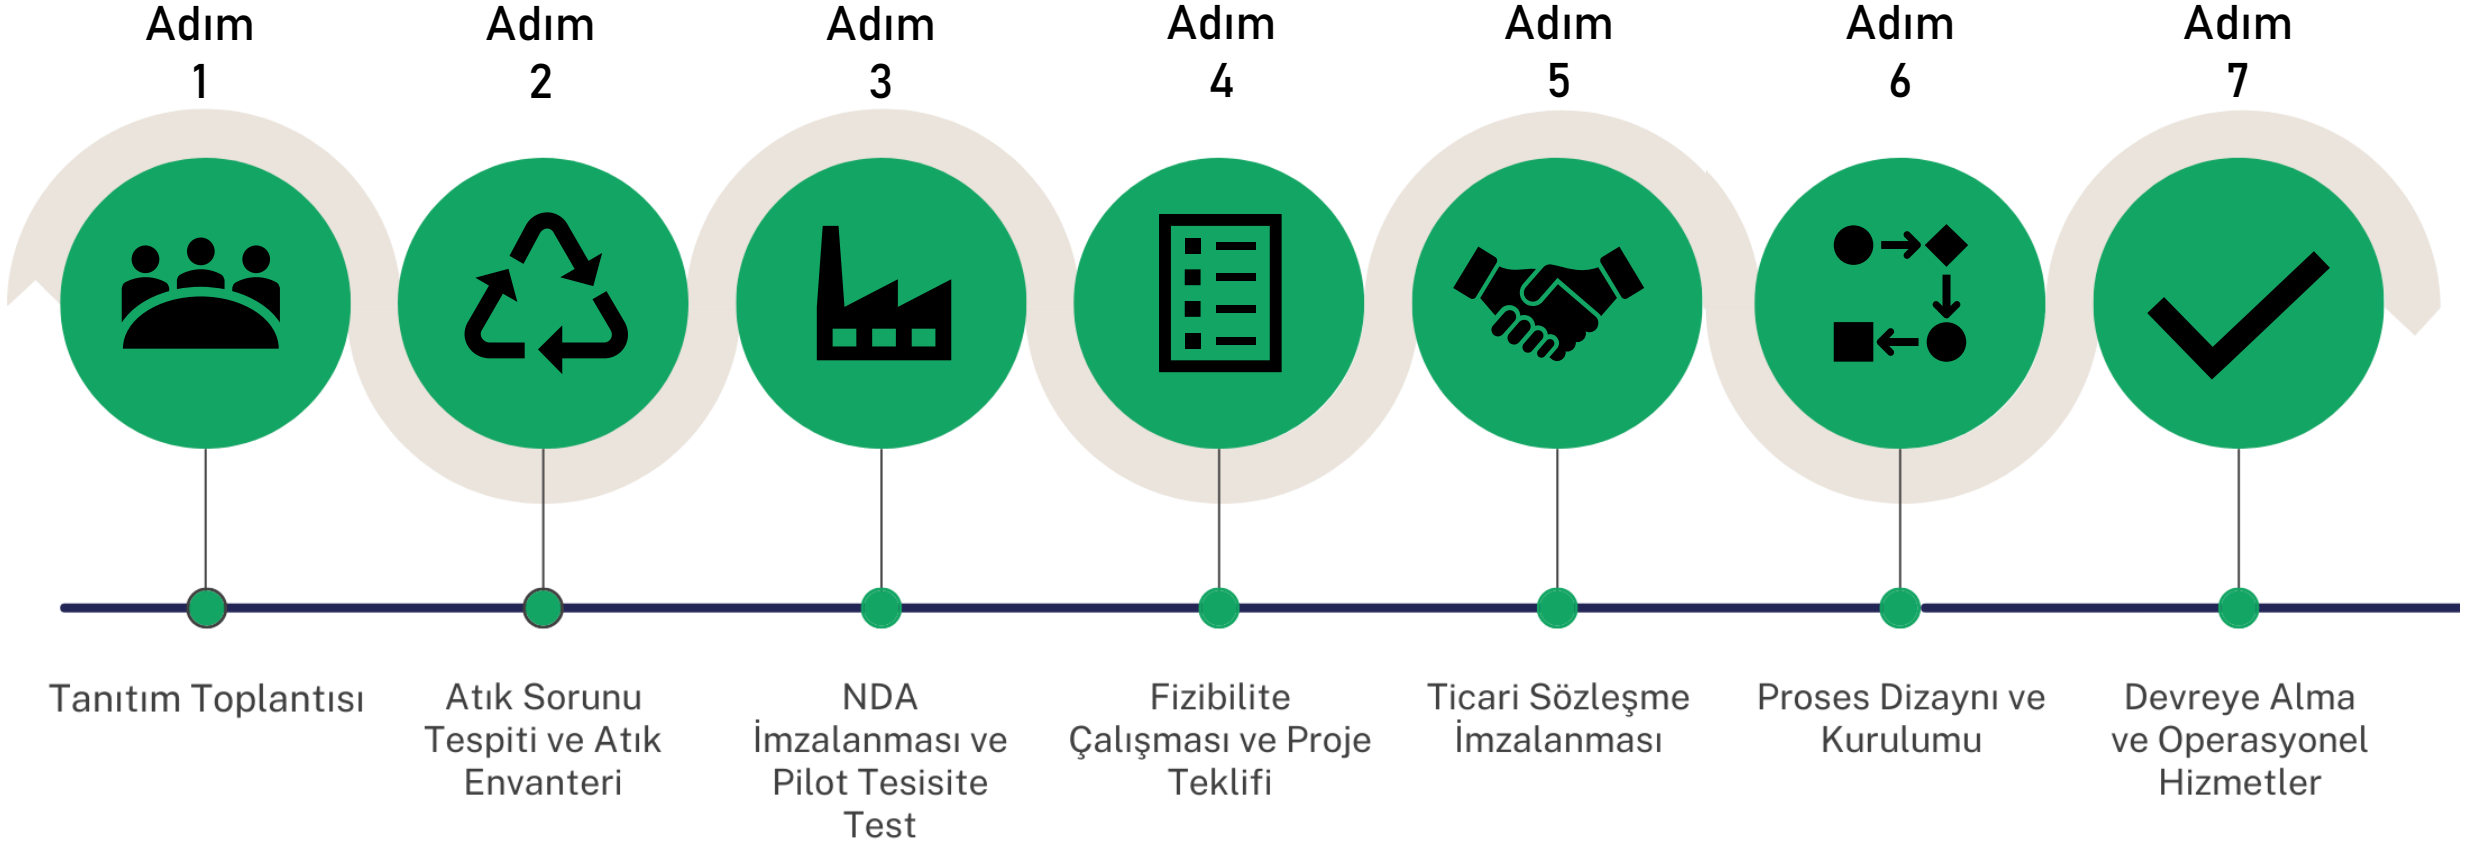 Adım
1
Adım
2
Adım
3
Adım
4
Adım
5
Adım
6
Adım
7
Tanıtım Toplantısı
Atık Sorunu
Tespiti ve Atık
Envanteri
NDA
İmzalanması ve
Pilot Tesisite
Test
Fizibilite
Çalışması ve Proje
Teklifi
Ticari Sözleşme
İmzalanması
Proses Dizaynı ve
Kurulumu
Devreye Alma
ve Operasyonel
Hizmetler